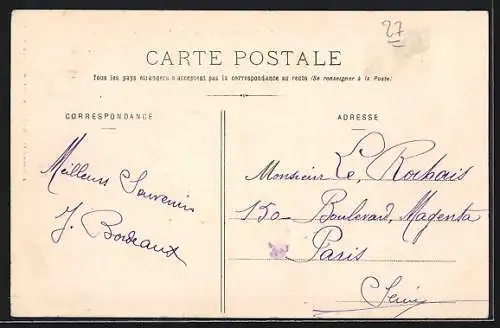 27
CARTE POSTALE
Tous les pays étrangers n'acceptent pas la correspondance au recto (Se renseigner à la Poste)
CORRESPONDANCE
ADRESSE
Meilleurs Souvenirs
J. Bordeaux
Monsieur Le Rochais
150 Boulevard Magenta
Paris
Seine